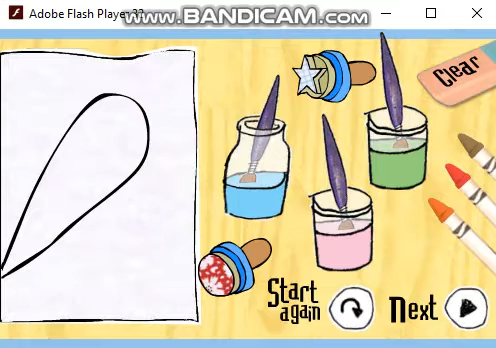 Adobe Flash Player 32
www.BANDICAM.com
Clear
Start
again
Next